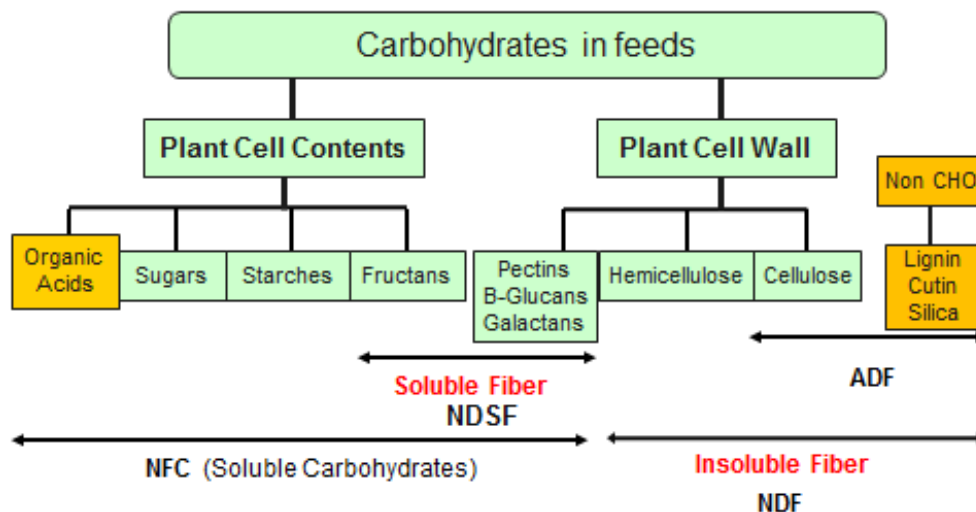 Carbohydrates in feeds
Plant Cell Contents
Plant Cell Wall
Non CHO
Organic
Acids
Sugars
Starches
Fructans
Pectins
B-Glucans
Galactans
Hemicellulose
Cellulose
Lignin
Cutin
Silica
Soluble Fiber
NDSF
ADF
NFC (Soluble Carbohydrates)
Insoluble Fiber
NDF